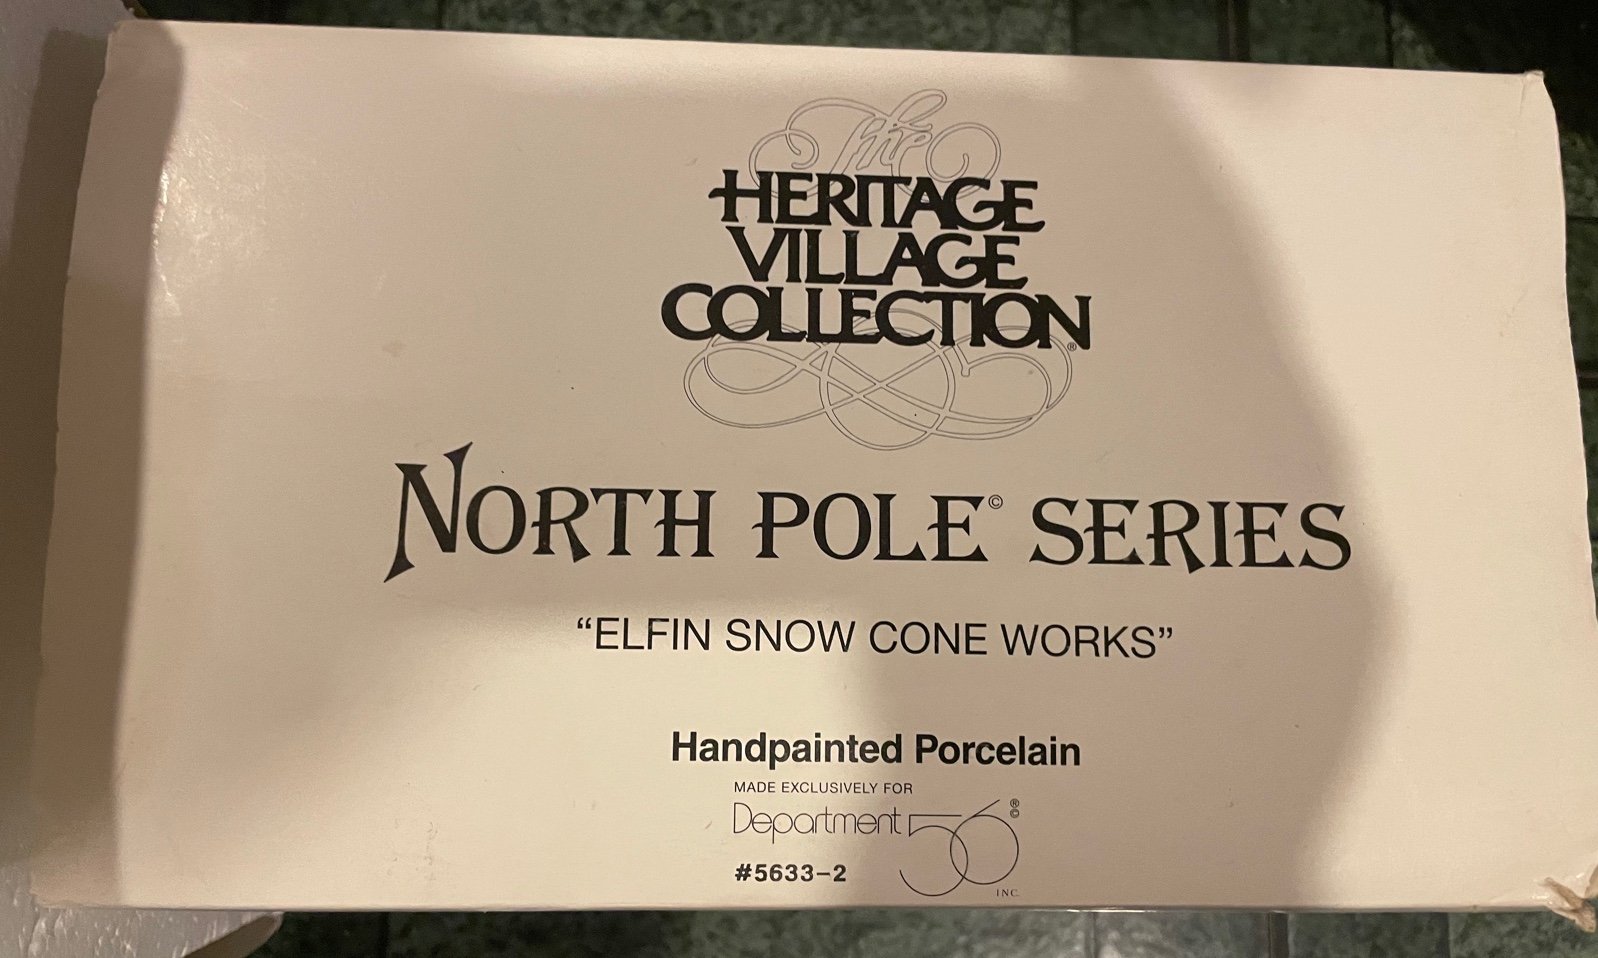 The
HERITAGE
VILLAGE
COLLECTION®
NORTH POLE© SERIES
“ELFIN SNOW CONE WORKS”
Handpainted Porcelain
MADE EXCLUSIVELY FOR
Department 56®©
#5633-2
INC.